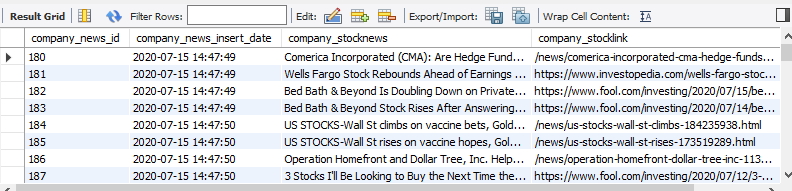 Result Grid Filter Rows: Edit: Export/Import: Wrap Cell Content:
company_news_id company_news_insert_date company_stocknews company_stocklink
180 2020-07-15 14:47:49 Comerica Incorporated (CMA): Are Hedge Fund... /news/comerica-incorporated-cma-hedge-funds...
181 2020-07-15 14:47:49 Wells Fargo Stock Rebounds Ahead of Earnings ... https://www.investopedia.com/wells-fargo-stoc...
182 2020-07-15 14:47:49 Bed Bath & Beyond Is Doubling Down on Private... https://www.fool.com/investing/2020/07/15/be...
183 2020-07-15 14:47:49 Bed Bath & Beyond Stock Rises After Answering... https://www.fool.com/investing/2020/07/14/be...
184 2020-07-15 14:47:50 US STOCKS-Wall St climbs on vaccine bets, Gold... /news/us-stocks-wall-st-climbs-184235938.html
185 2020-07-15 14:47:50 US STOCKS-Wall St rises on vaccine hopes, Gol... /news/us-stocks-wall-st-rises-173519289.html
186 2020-07-15 14:47:50 Operation Homefront and Dollar Tree, Inc. Help... /news/operation-homefront-dollar-tree-inc-113...
187 2020-07-15 14:47:50 3 Stocks I'll Be Looking to Buy the Next Time the... https://www.fool.com/investing/2020/07/12/3-...